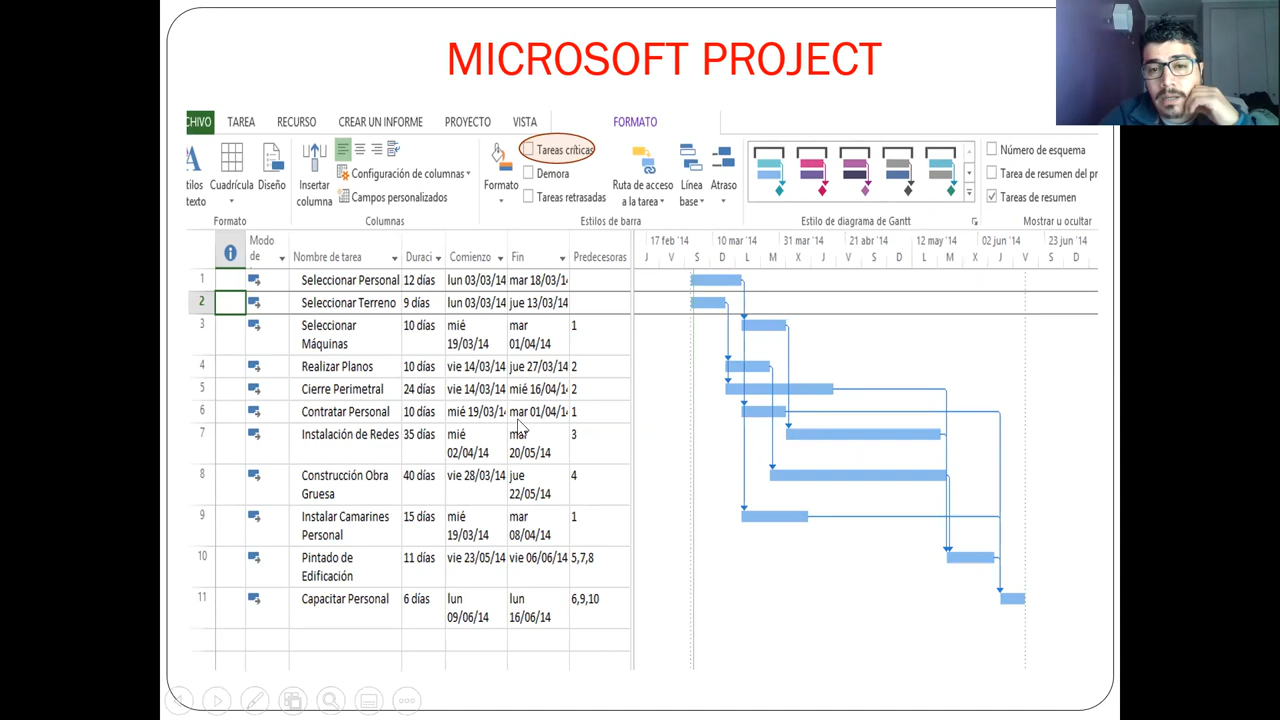 MICROSOFT PROJECT
CHIVO TAREA RECURSO CREAR UN INFORME PROYECTO VISTA FORMATO
Tareas críticas
Número de esquema
Configuración de columnas
Demora
Tarea de resumen del pr
tilos
texto
Cuadrícula
Diseño
Insertar
columna
Campos personalizados
Formato
Tareas retrasadas
Ruta de acceso
a la tarea
Línea
base
Atraso
Tareas de resumen
Formato Columnas Estilos de barra Estilo de diagrama de Gantt Mostrar u ocultar
Modo
de
Nombre de tarea
Duraci
Comienzo
Fin
Predecesoras
17 feb '14 10 mar '14 31 mar '14 21 abr '14 12 may '14 02 jun '14 23 jun '14
J V S D L M X J V S D L M X J V S D
1 Seleccionar Personal 12 días lun 03/03/14 mar 18/03/14
2 Seleccionar Terreno 9 días lun 03/03/14 jue 13/03/14
3 Seleccionar 10 días mié mar 1
Máquinas 19/03/14 01/04/14
4 Realizar Planos 10 días vie 14/03/14 jue 27/03/14 2
5 Cierre Perimetral 24 días vie 14/03/14 mié 16/04/14 2
6 Contratar Personal 10 días mié 19/03/14 mar 01/04/14 1
7 Instalación de Redes 35 días mié mar 3
02/04/14 20/05/14
8 Construcción Obra 40 días vie 28/03/14 jue 4
Gruesa 22/05/14
9 Instalar Camarines 15 días mié mar 1
Personal 19/03/14 08/04/14
10 Pintado de 11 días vie 23/05/14 vie 06/06/14 5,7,8
Edificación
11 Capacitar Personal 6 días lun lun 6,9,10
09/06/14 16/06/14